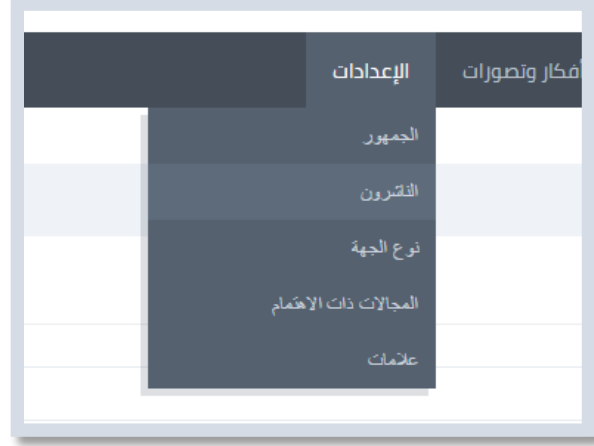 أفكار وتصورات الإعدادات
الجمهور
الناشرون
نوع الجهة
المجالات ذات الاهتمام
علامات